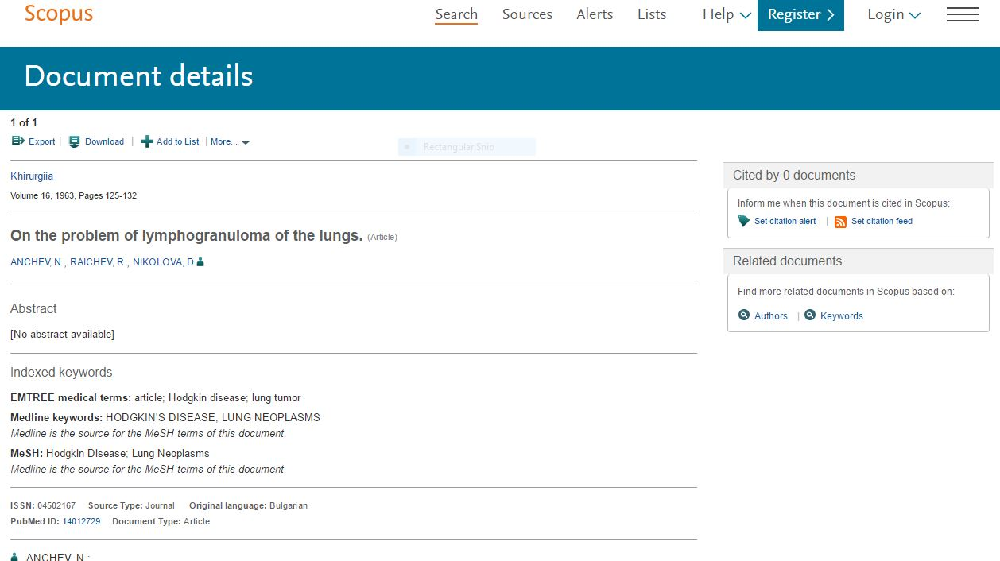 Scopus
Search Sources Alerts Lists Help Register Login
Document details
1 of 1
Export | Download | Add to List | More...
Rectangular Snip
Khirurgiia
Volume 16, 1963, Pages 125-132
On the problem of lymphogranuloma of the lungs. (Article)
ANCHEV, N., RAICHEV, R., NIKOLOVA, D.
Abstract
[No abstract available]
Indexed keywords
EMTREE medical terms: article; Hodgkin disease; lung tumor
Medline keywords: HODGKIN'S DISEASE; LUNG NEOPLASMS
Medline is the source for the MeSH terms of this document.
MeSH: Hodgkin Disease; Lung Neoplasms
Medline is the source for the MeSH terms of this document.
ISSN: 04502167 Source Type: Journal Original language: Bulgarian
PubMed ID: 14012729 Document Type: Article
ANCHEV, N.;
Cited by 0 documents
Inform me when this document is cited in Scopus:
Set citation alert | Set citation feed
Related documents
Find more related documents in Scopus based on:
Authors | Keywords